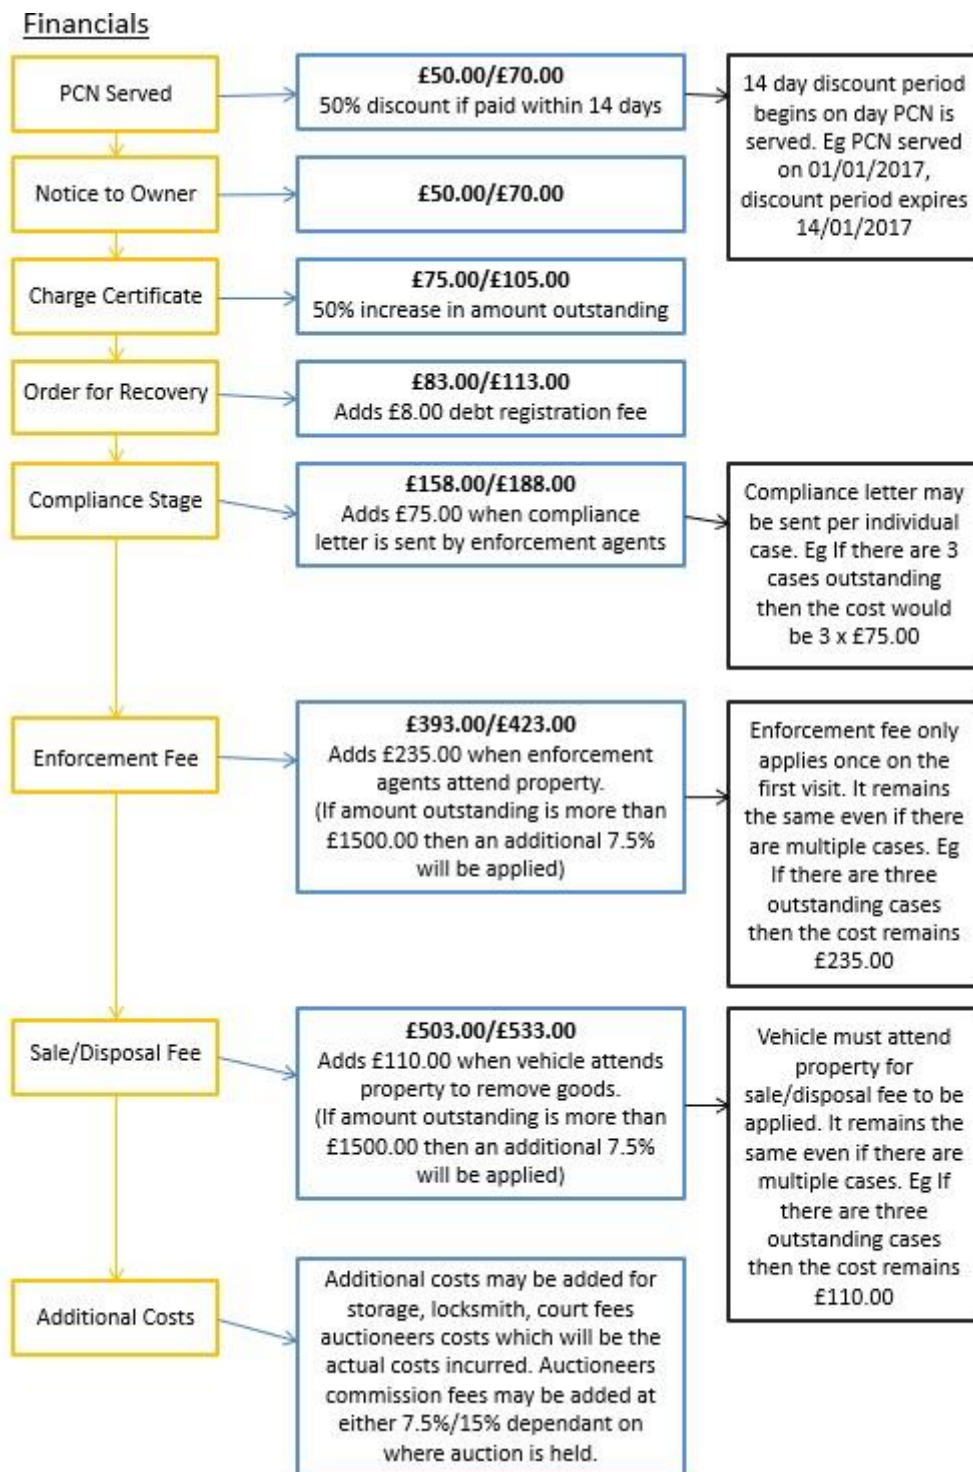 Financials
PCN Served
£50.00/£70.00
50% discount if paid within 14 days
14 day discount period
begins on day PCN is
served. Eg PCN served
on 01/01/2017,
discount period expires
14/01/2017
Notice to Owner
£50.00/£70.00
Charge Certificate
£75.00/£105.00
50% increase in amount outstanding
Order for Recovery
£83.00/£113.00
Adds £8.00 debt registration fee
Compliance Stage
£158.00/£188.00
Adds £75.00 when compliance
letter is sent by enforcement agents
Compliance letter may
be sent per individual
case. Eg If there are 3
cases outstanding
then the cost would
be 3 x £75.00
Enforcement Fee
£393.00/£423.00
Adds £235.00 when enforcement
agents attend property.
(If amount outstanding is more than
£1500.00 then an additional 7.5%
will be applied)
Enforcement fee only
applies once on the
first visit. It remains
the same even if there
are multiple cases. Eg
If there are three
outstanding cases
then the cost remains
£235.00
Sale/Disposal Fee
£503.00/£533.00
Adds £110.00 when vehicle attends
property to remove goods.
(If amount outstanding is more than
£1500.00 then an additional 7.5%
will be applied)
Vehicle must attend
property for
sale/disposal fee to be
applied. It remains the
same even if there are
multiple cases. Eg If
there are three
outstanding cases
then the cost remains
£110.00
Additional Costs
Additional costs may be added for
storage, locksmith, court fees
auctioneers costs which will be the
actual costs incurred. Auctioneers
commission fees may be added at
either 7.5%/15% dependant on
where auction is held.